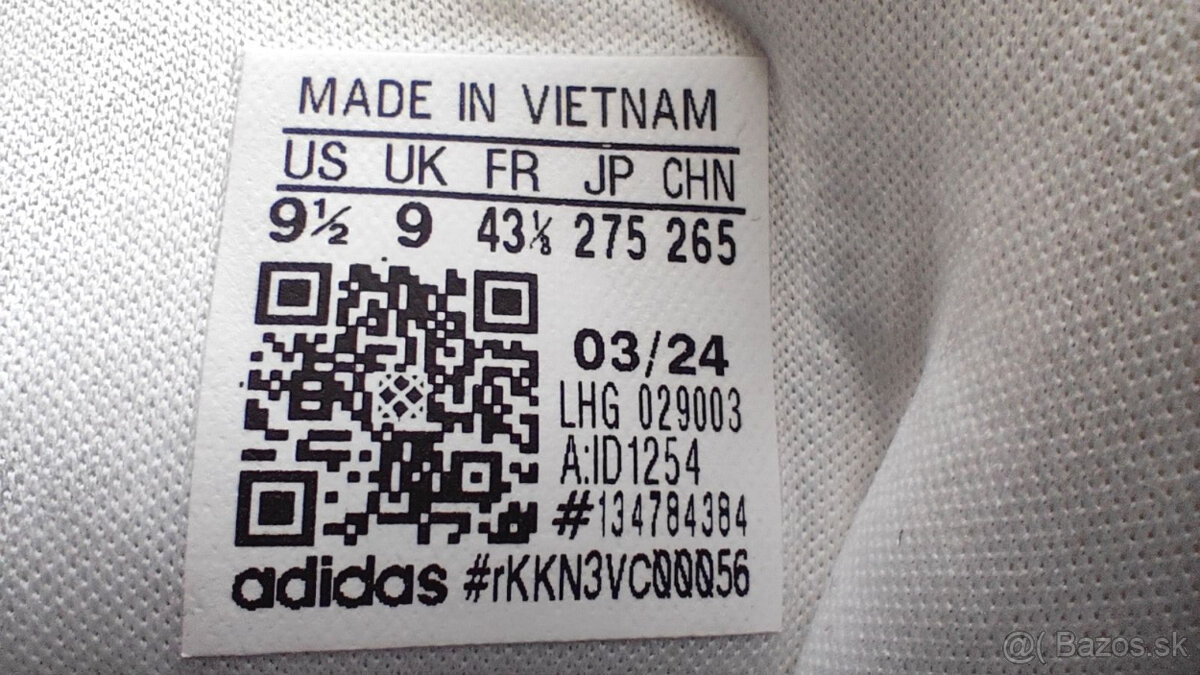 MADE IN VIETNAM
US UK FR JP CHN
9½ 9 43⅓ 275 265
03/24
LHG 029003
A:ID1254
#134784384
adidas #rKKN3VC00056
@( Bazos.sk